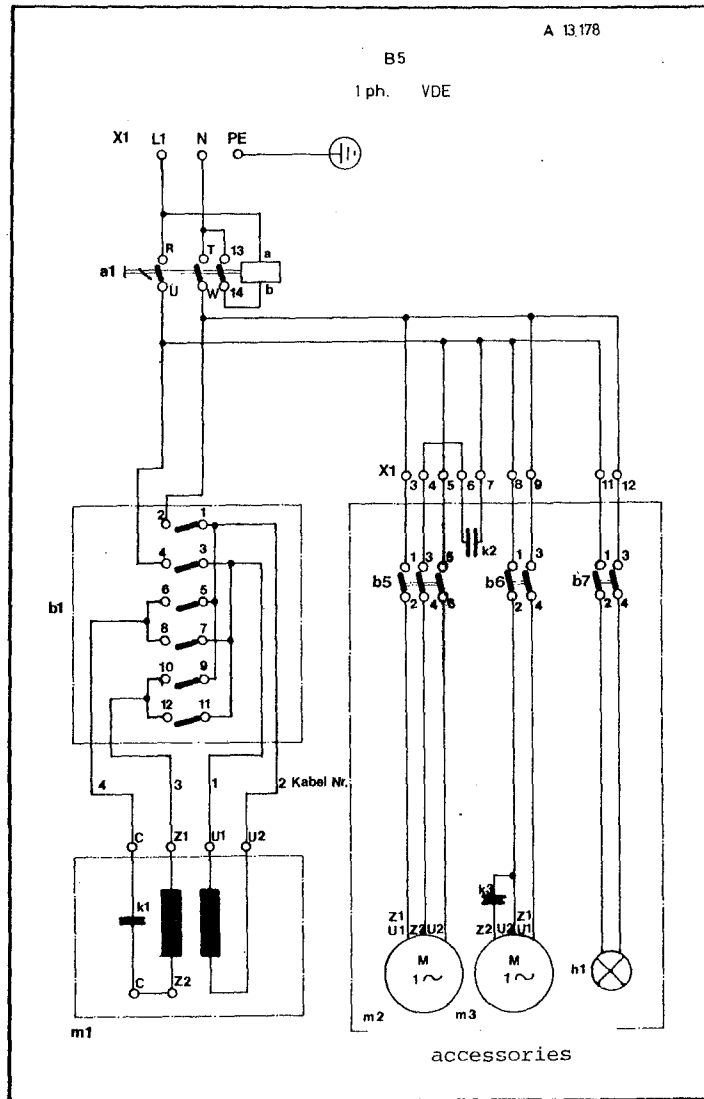 A 13.178
B5
1 ph. VDE
X1 L1 N PE
R T 13 a
a1
U W 14 b
X1
3 4 5 6 7 8 9 11 12
k2
2 1
4 3
6 5
8 7
10 9
12 11
b1
1 3 5 1 3 1 3
b5 b6 b7
2 4 6 2 4 2 4
4 3 1 2 Kabel Nr.
C Z1 U1 U2
k1
C Z2
m1
k3
Z1
U1 Z2 U2
Z1
Z2 U2 U1
M
1~
M
1~
h1
m2 m3
accessories